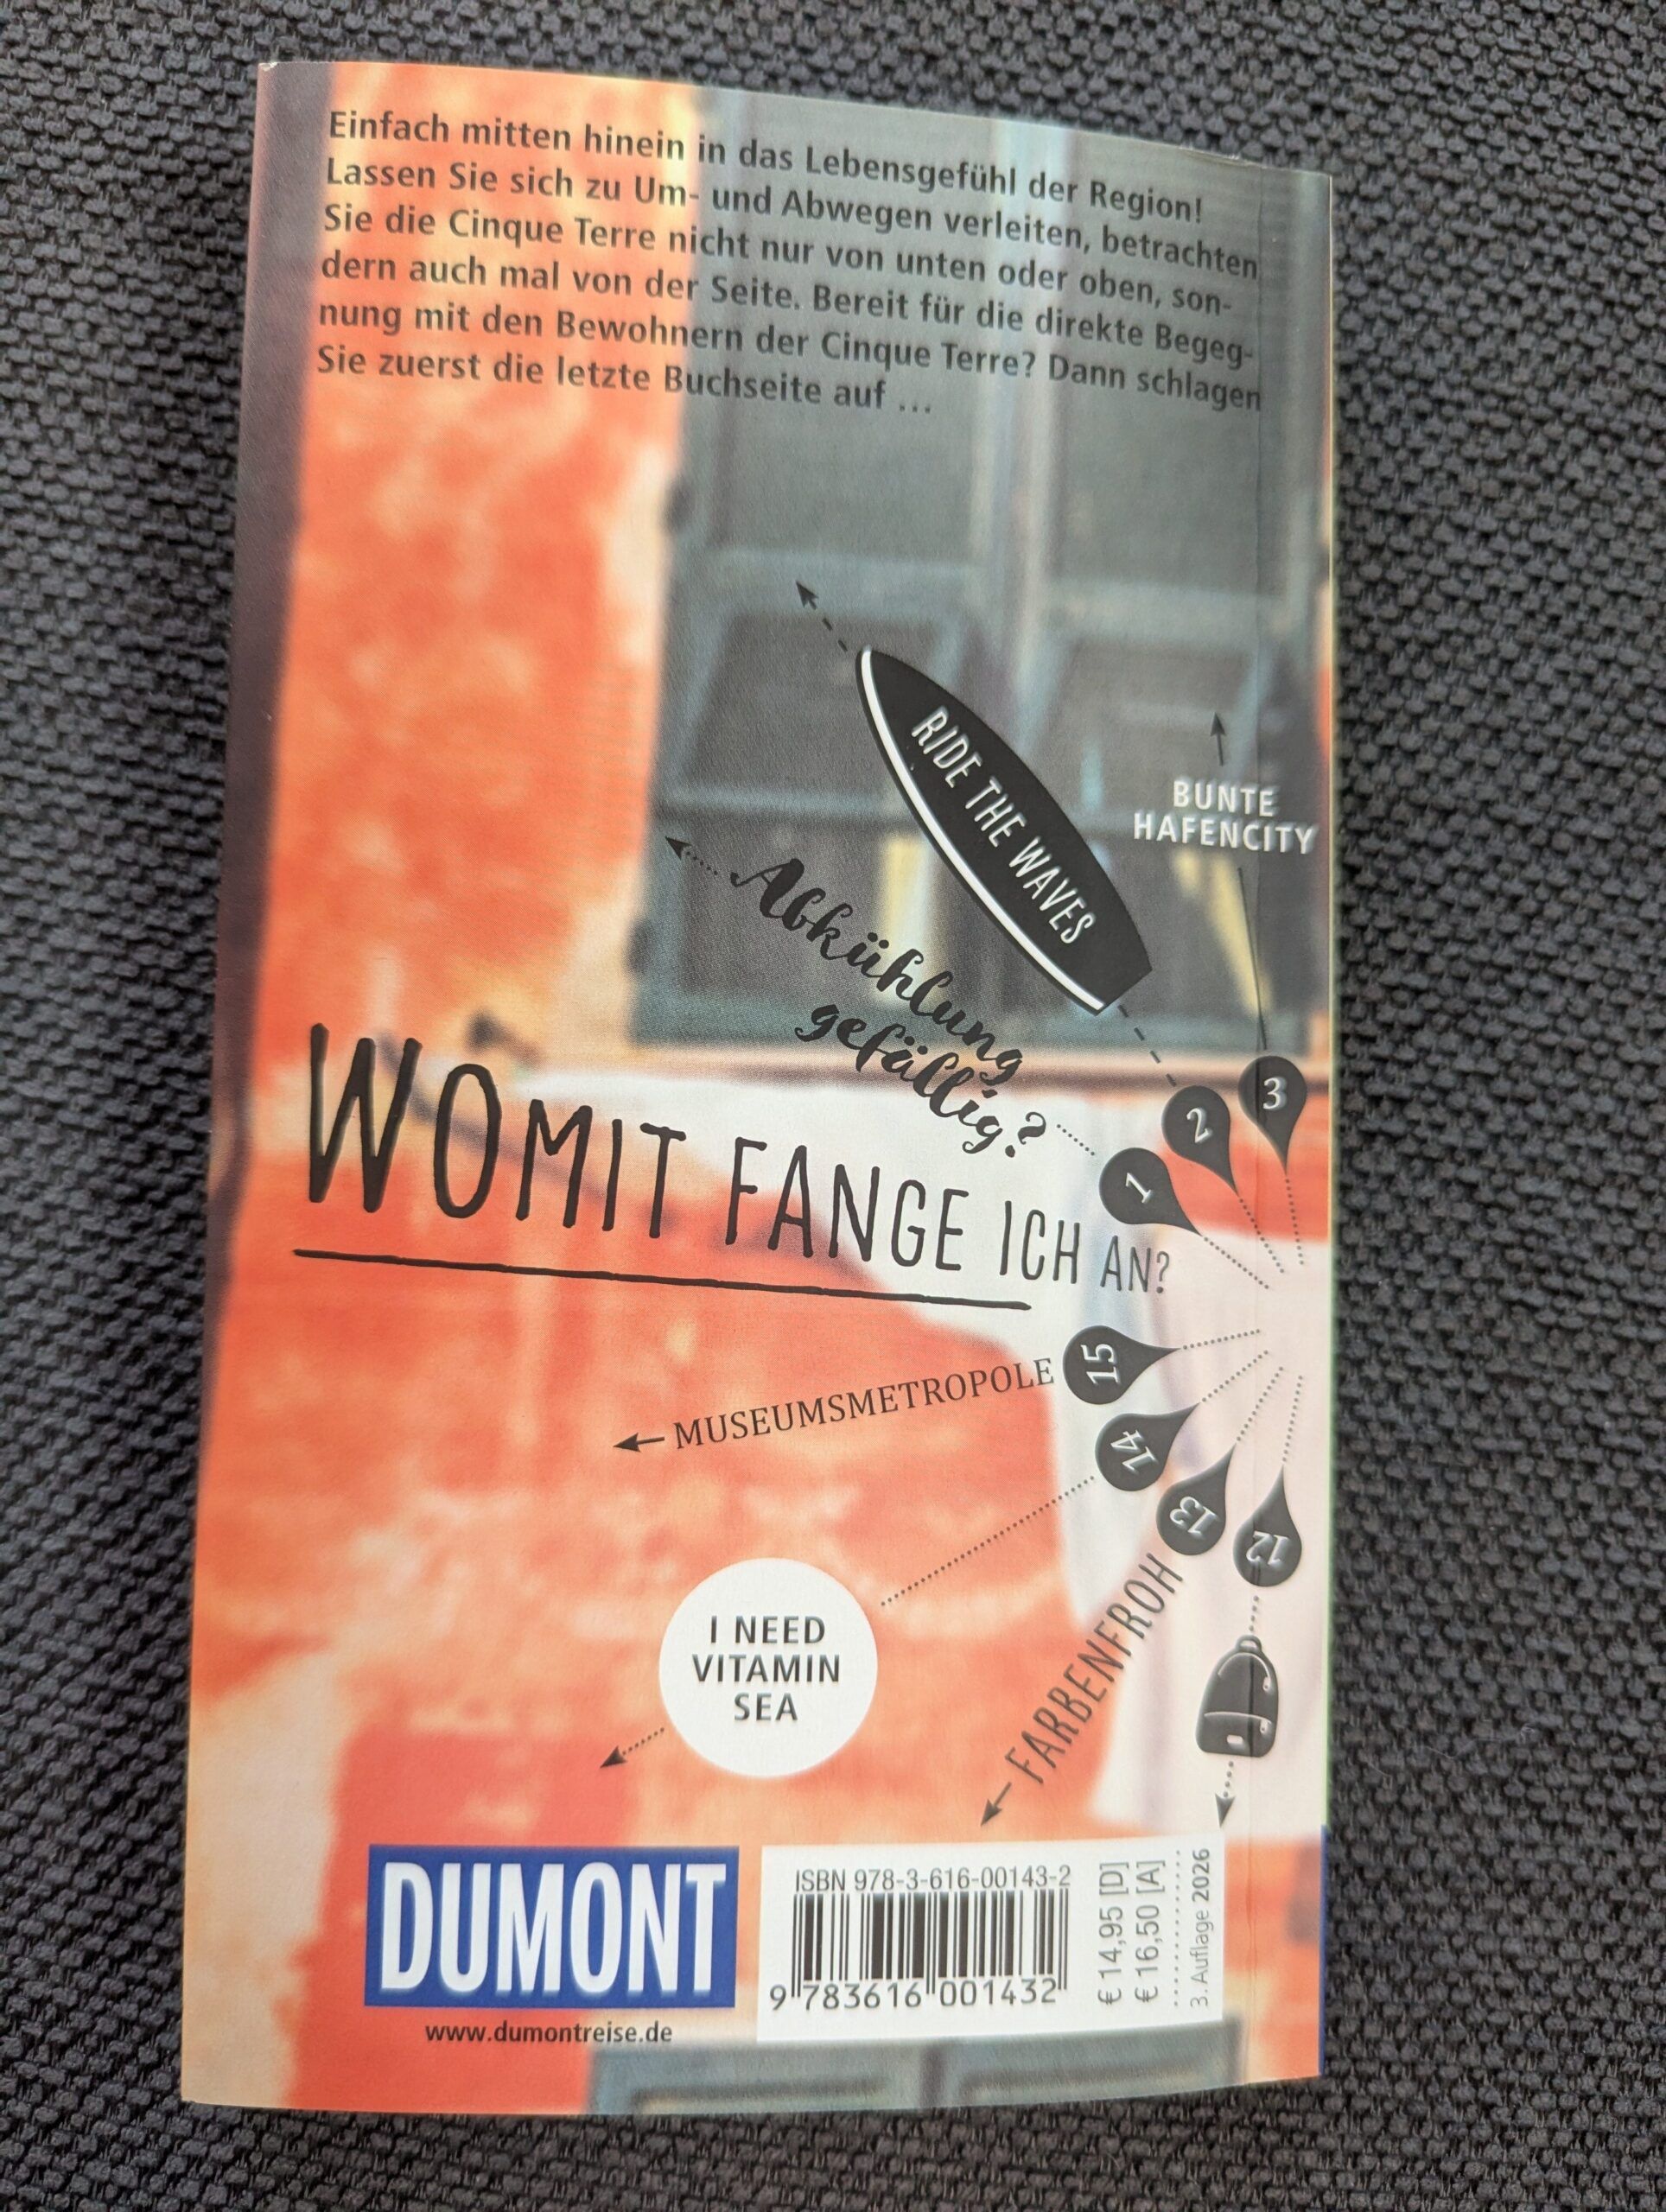 Einfach mitten hinein in das Lebensgefühl der Region!
Lassen Sie sich zu Um- und Abwegen verleiten, betrachten
Sie die Cinque Terre nicht nur von unten oder oben, son-
dern auch mal von der Seite. Bereit für die direkte Begeg-
nung mit den Bewohnern der Cinque Terre? Dann schlagen
Sie zuerst die letzte Buchseite auf ...
RIDE THE WAVES
BUNTE
HAFENCITY
Abkühlung
gefällig?
3
2
1
WOMIT FANGE ICH AN?
15
MUSEUMSMETROPOLE
14
13
12
FARBENFROH
I NEED
VITAMIN
SEA
DUMONT
www.dumontreise.de
ISBN 978-3-616-00143-2
9 783616 001432
€ 14,95 [D]
€ 16,50 [A]
3. Auflage 2026